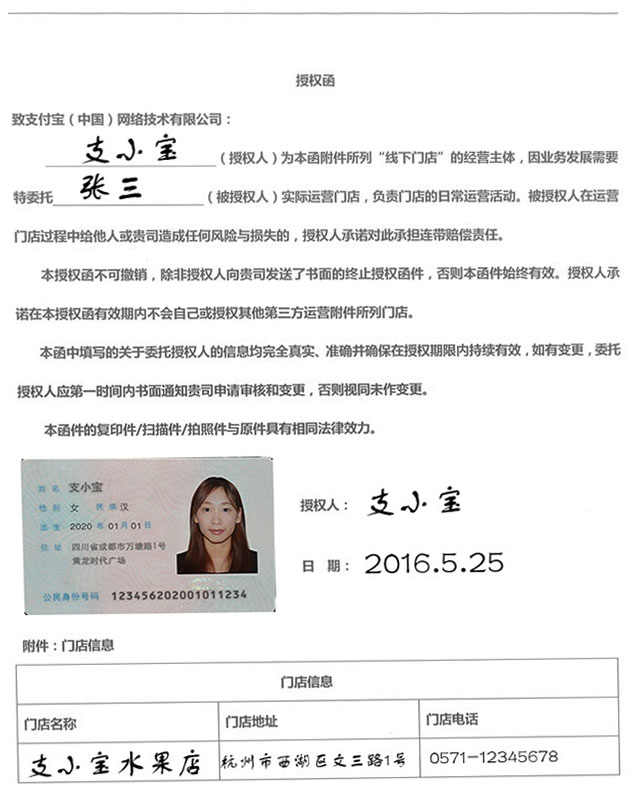 授权函
致支付宝（中国）网络技术有限公司：
支小宝（授权人）为本函附件所列“线下门店”的经营主体，因业务发展需要
特委托张三（被授权人）实际运营门店，负责门店的日常运营活动。被授权人在运营
门店过程中给他人或贵司造成任何风险与损失的，授权人承诺对此承担连带赔偿责任。
本授权函不可撤销，除非授权人向贵司发送了书面的终止授权函件，否则本函件始终有效。授权人承
诺在本授权函有效期内不会自己或授权其他第三方运营附件所列门店。
本函中填写的关于委托授权人的信息均完全真实、准确并确保在授权期限内持续有效，如有变更，委托
授权人应第一时间内书面通知贵司申请审核和变更，否则视同未作变更。
本函件的复印件/扫描件/拍照件与原件具有相同法律效力。
姓名 支小宝
性别 女 民族 汉
出生 2020 年 01 月 01 日
住址 四川省成都市万塘路1号
黄龙时代广场
公民身份号码 123456202001011234
授权人： 支小宝
日 期： 2016.5.25
附件：门店信息
门店信息
门店名称 门店地址 门店电话
支小宝水果店 杭州市西湖区文三路1号 0571-12345678